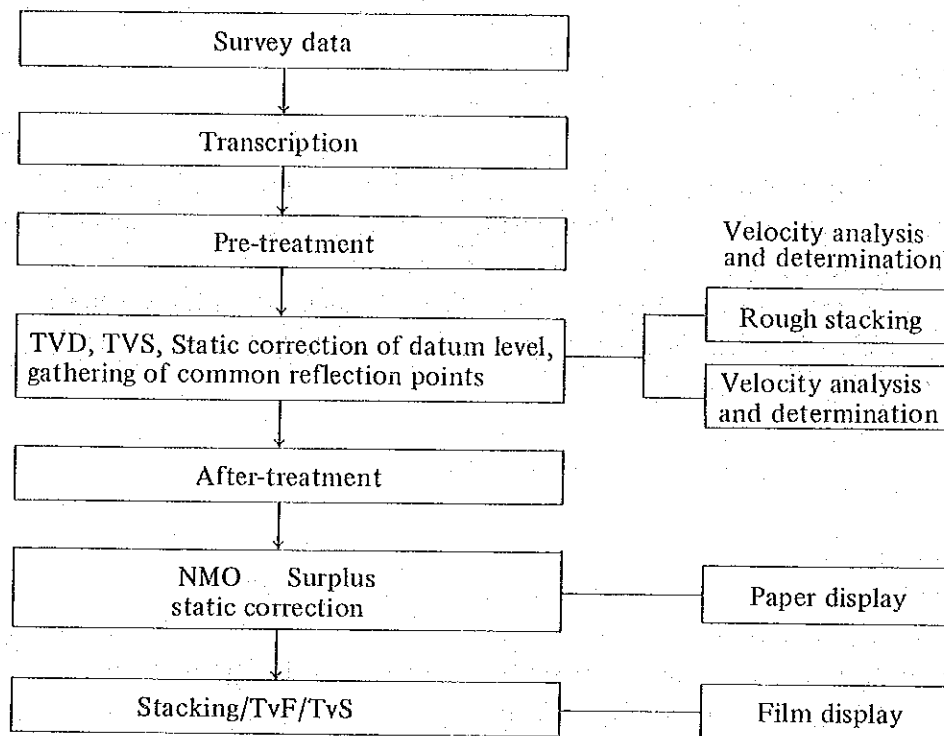 Survey data
Transcription
Pre-treatment
TVD, TVS, Static correction of datum level,
gathering of common reflection points
Velocity analysis
and determination
Rough stacking
Velocity analysis
and determination
After-treatment
NMO Surplus
static correction
Paper display
Stacking/TvF/TvS
Film display